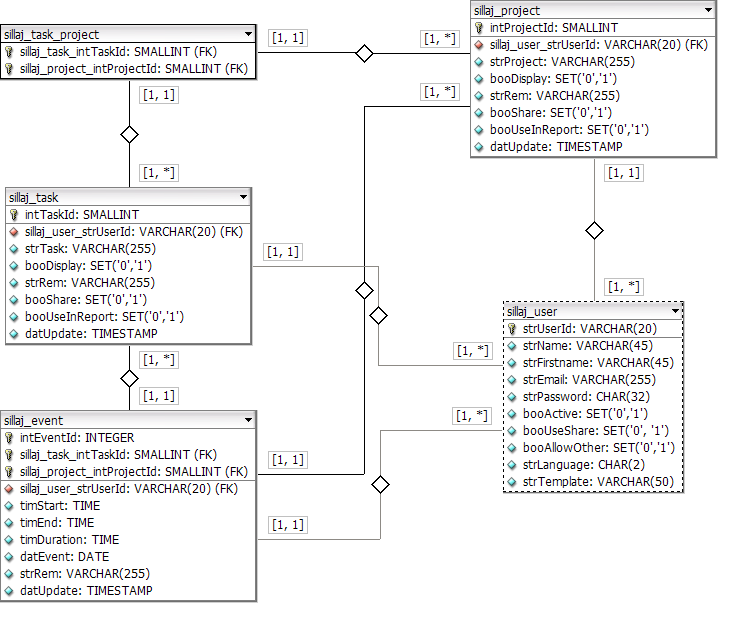 sillaj_task_project
sillaj_task_intTaskId: SMALLINT (FK)
sillaj_project_intProjectId: SMALLINT (FK)
[1, 1]
[1, *]
sillaj_project
intProjectId: SMALLINT
sillaj_user_strUserId: VARCHAR(20) (FK)
strProject: VARCHAR(255)
booDisplay: SET('0','1')
strRem: VARCHAR(255)
booShare: SET('0','1')
booUseInReport: SET('0','1')
datUpdate: TIMESTAMP
[1, 1]
[1, *]
[1, *]
[1, 1]
sillaj_task
intTaskId: SMALLINT
sillaj_user_strUserId: VARCHAR(20) (FK)
strTask: VARCHAR(255)
booDisplay: SET('0','1')
strRem: VARCHAR(255)
booShare: SET('0','1')
booUseInReport: SET('0','1')
datUpdate: TIMESTAMP
[1, 1]
[1, *]
[1, *]
sillaj_user
strUserId: VARCHAR(20)
strName: VARCHAR(45)
strFirstname: VARCHAR(45)
strEmail: VARCHAR(255)
strPassword: CHAR(32)
booActive: SET('0','1')
booUseShare: SET('0', '1')
booAllowOther: SET('0','1')
strLanguage: CHAR(2)
strTemplate: VARCHAR(50)
[1, *]
[1, 1]
[1, *]
sillaj_event
intEventId: INTEGER
sillaj_task_intTaskId: SMALLINT (FK)
sillaj_project_intProjectId: SMALLINT (FK)
sillaj_user_strUserId: VARCHAR(20) (FK)
timStart: TIME
timEnd: TIME
timDuration: TIME
datEvent: DATE
strRem: VARCHAR(255)
datUpdate: TIMESTAMP
[1, 1]
[1, 1]